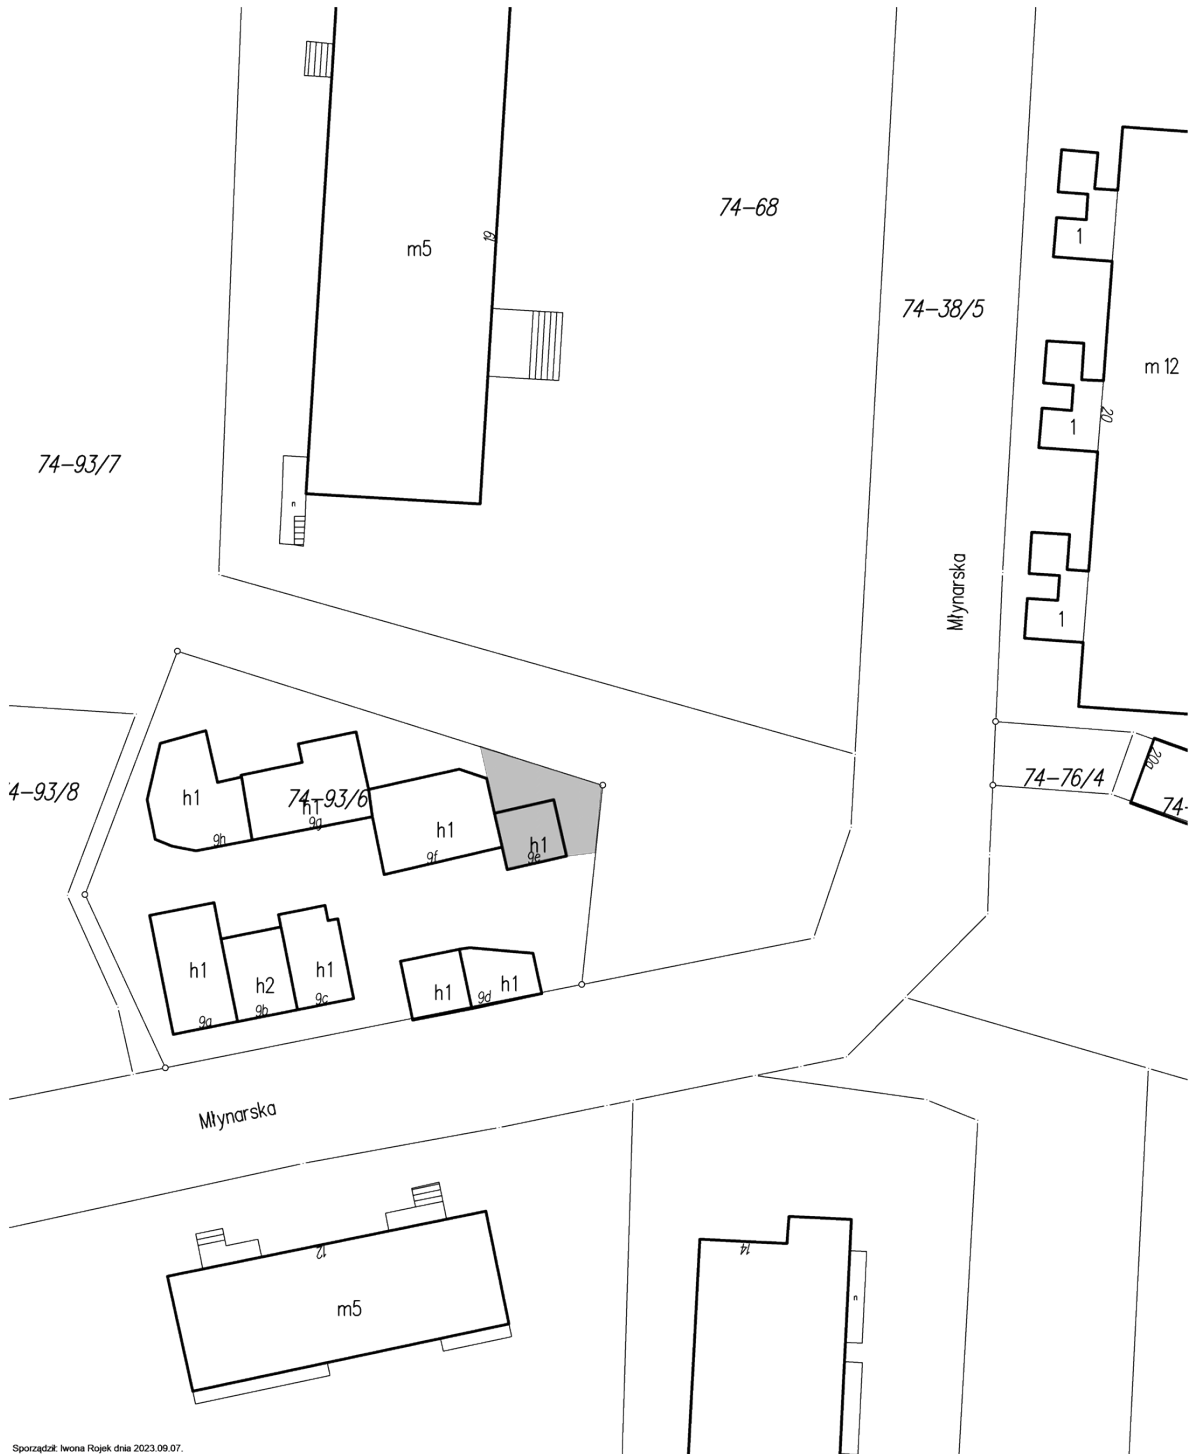 74-68
1
m5
19
74-38/5
m 12
1
20
74-93/7
n
Młynarska
1
20a
74-76/4
74-
4-93/8
h1
74-93/6
h1
9g
9h
h1
9f
h1
9e
h1
9a
h2
9b
h1
9c
h1
h1
9d
Młynarska
12
m5
14
n
Sporządził: Iwona Rojek dnia 2023.09.07.